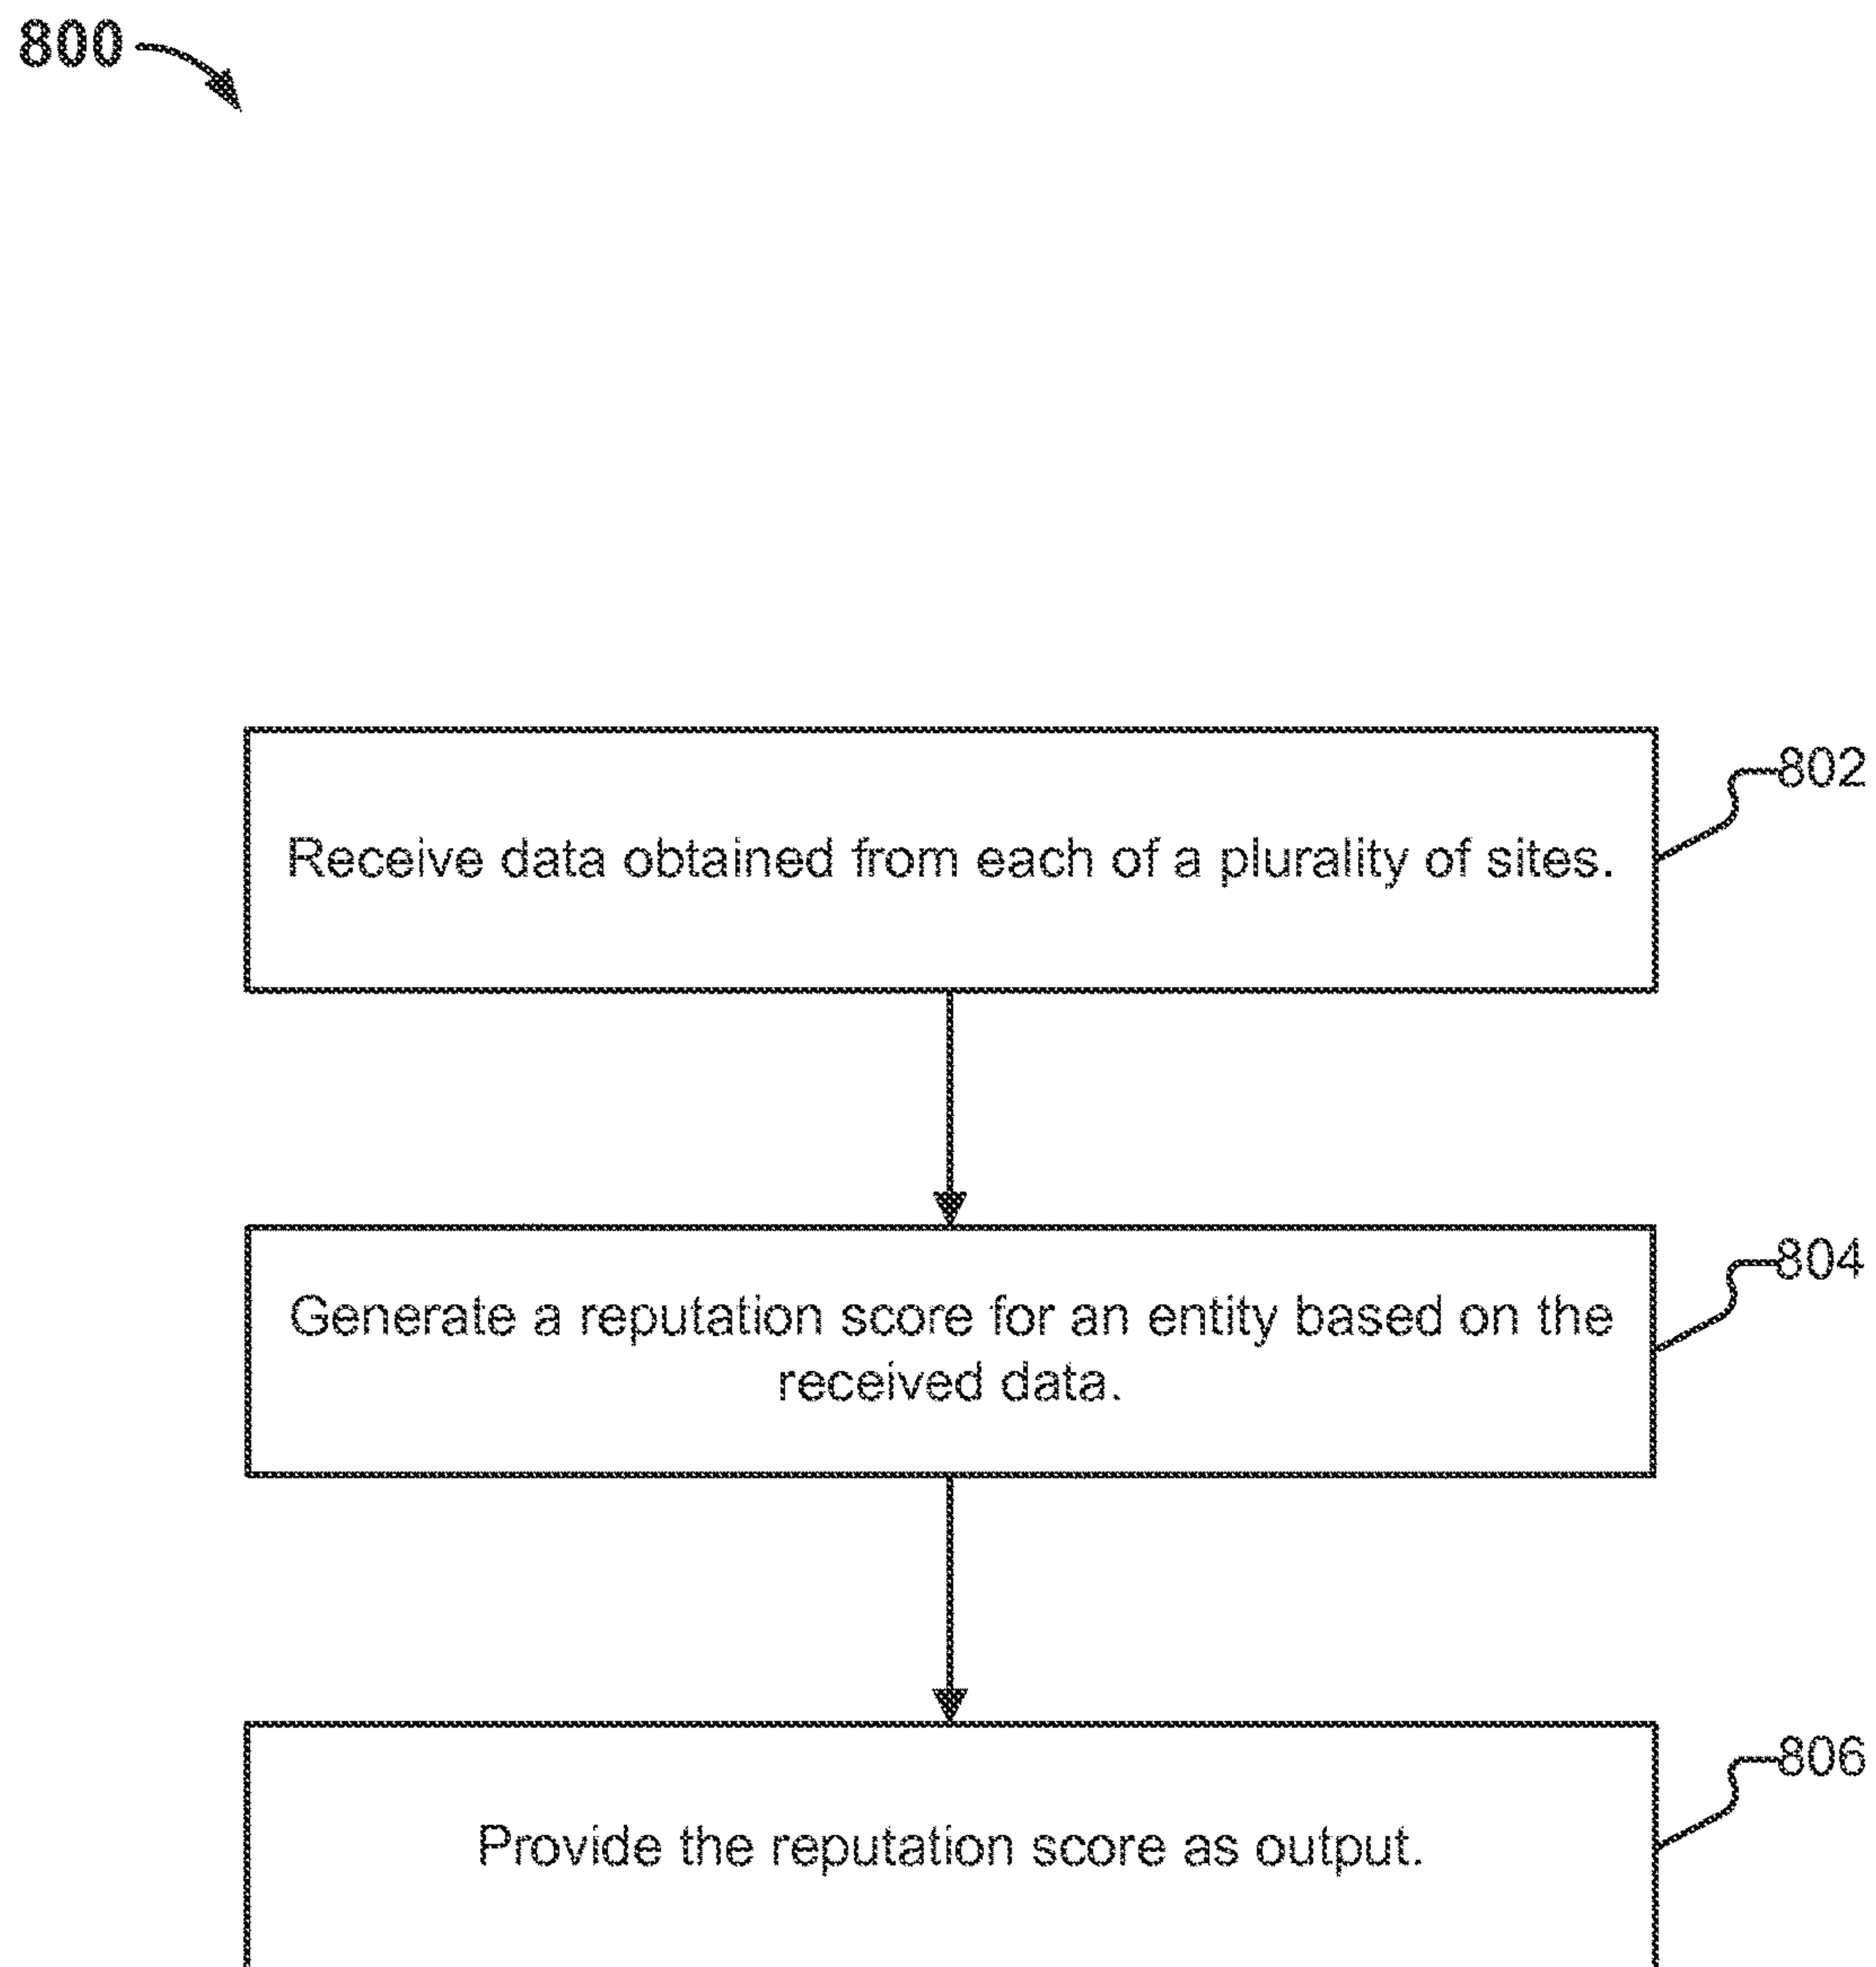 800
802
Receive data obtained from each of a plurality of sites.
804
Generate a reputation score for an entity based on the
received data.
806
Provide the reputation score as output.